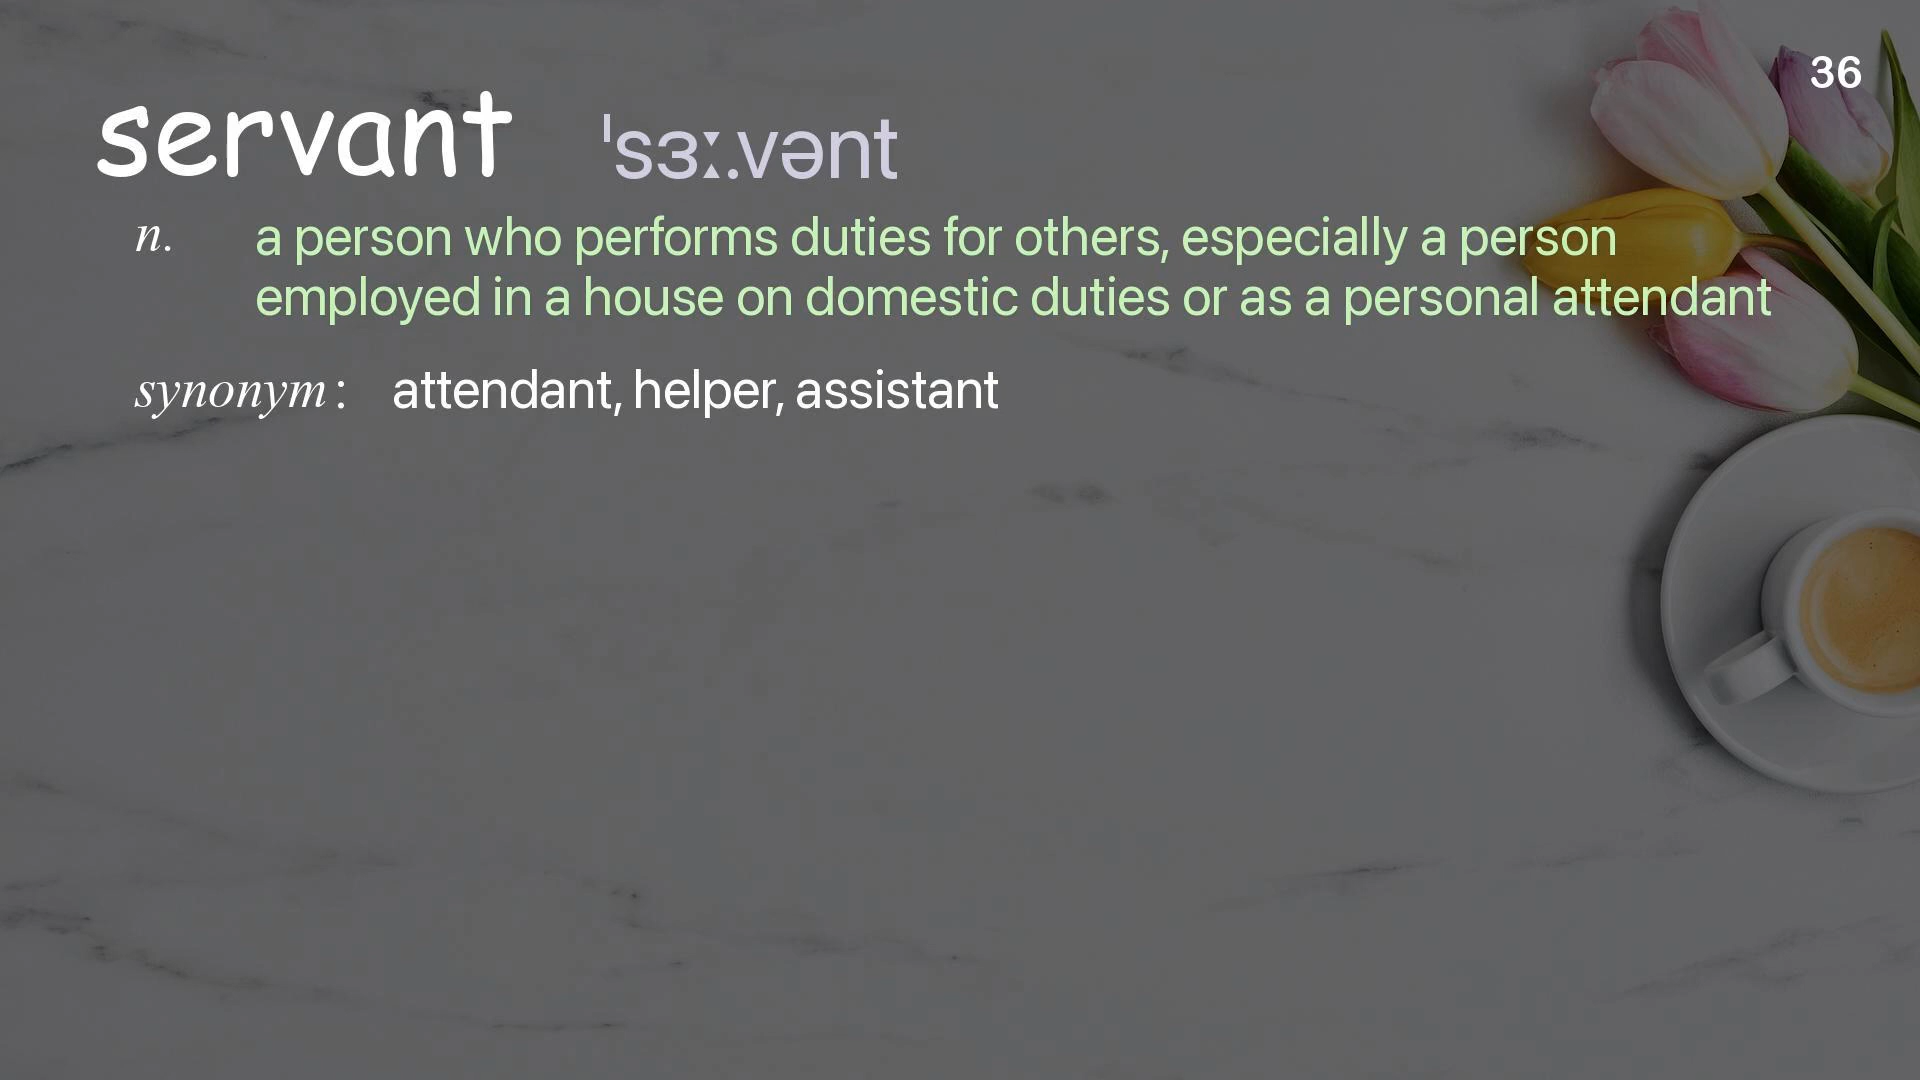 36
servant ˈsɜː.vənt
n. a person who performs duties for others, especially a person
employed in a house on domestic duties or as a personal attendant
synonym : attendant, helper, assistant